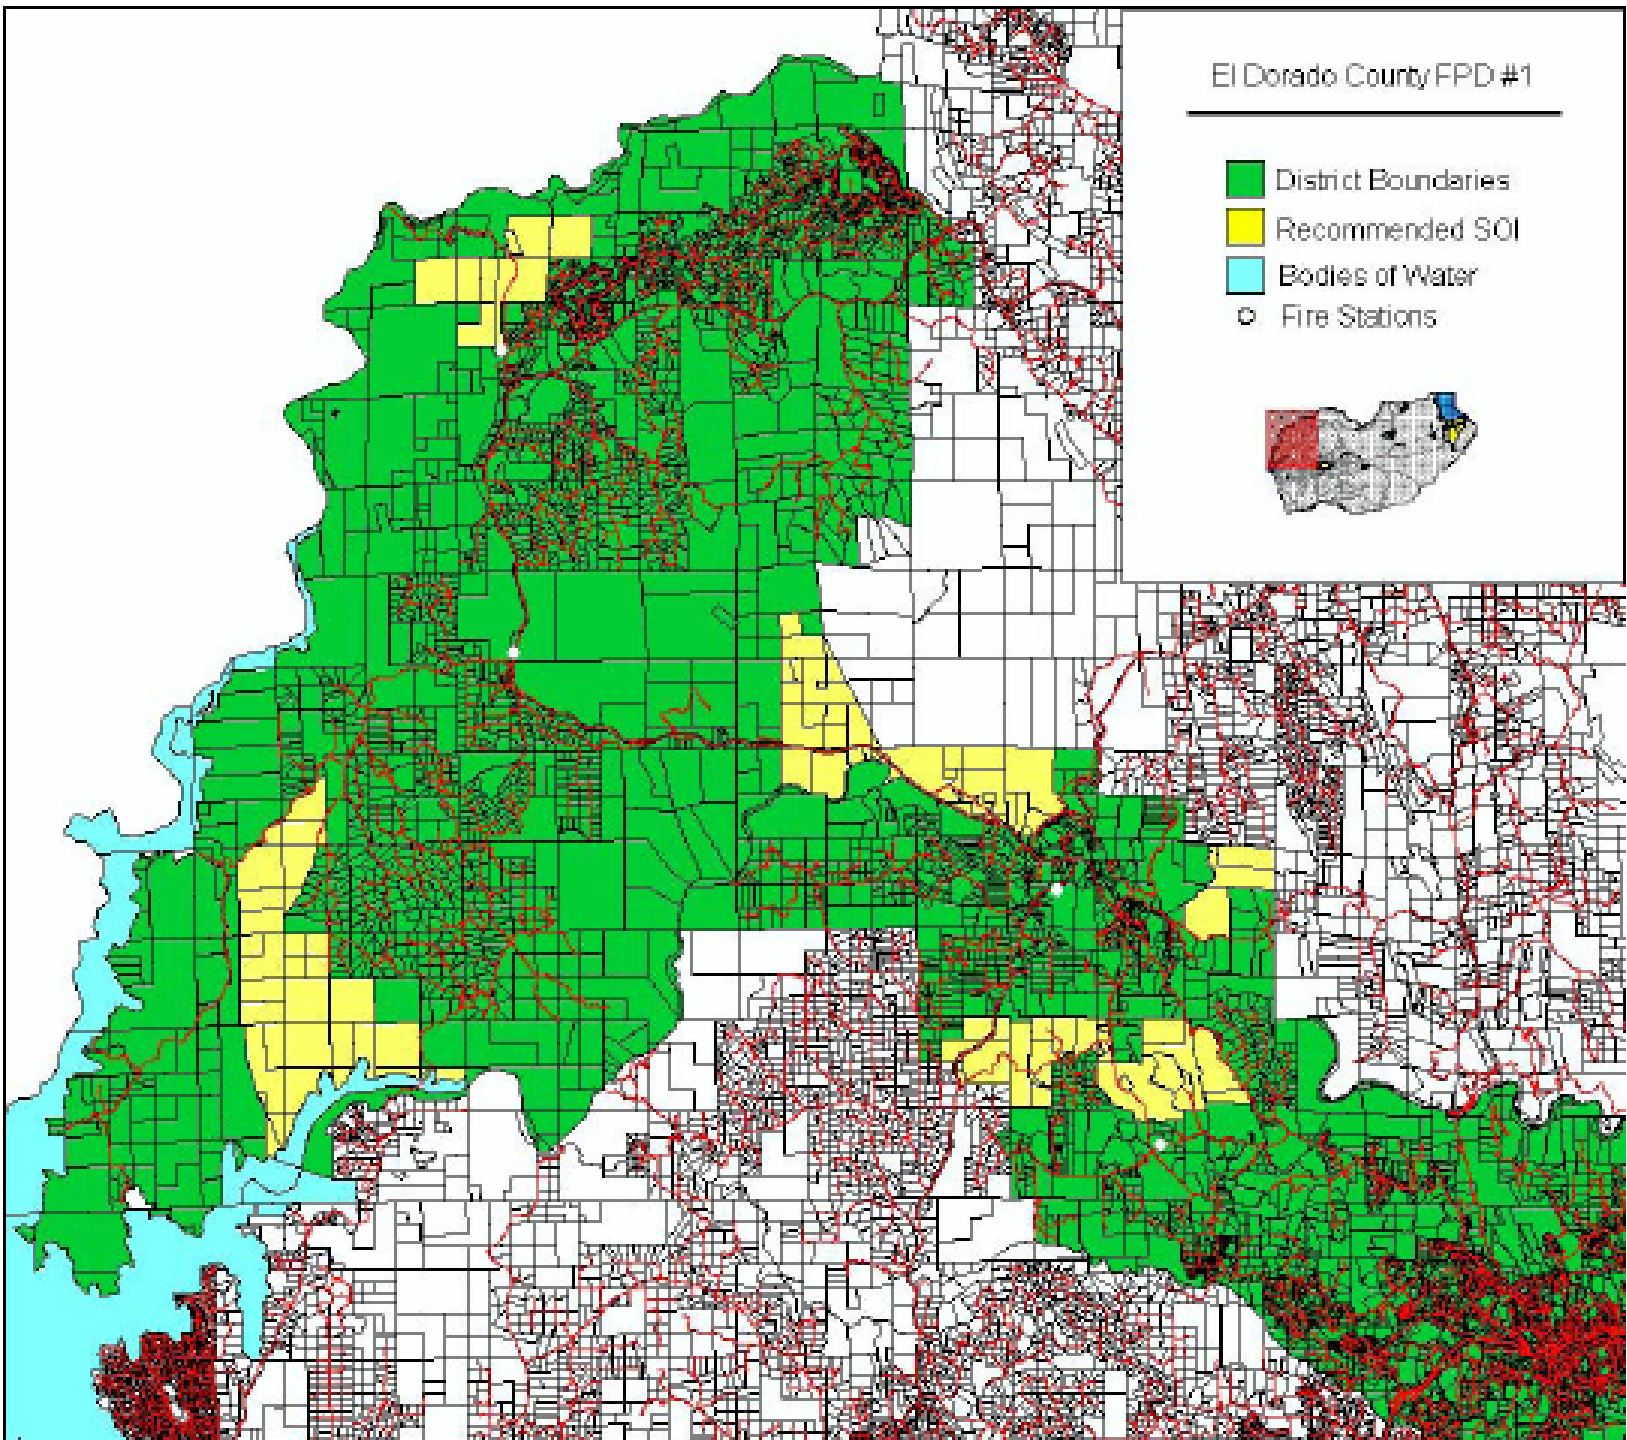 El Dorado County FPD #1
District Boundaries
Recommended SOI
Bodies of Water
Fire Stations